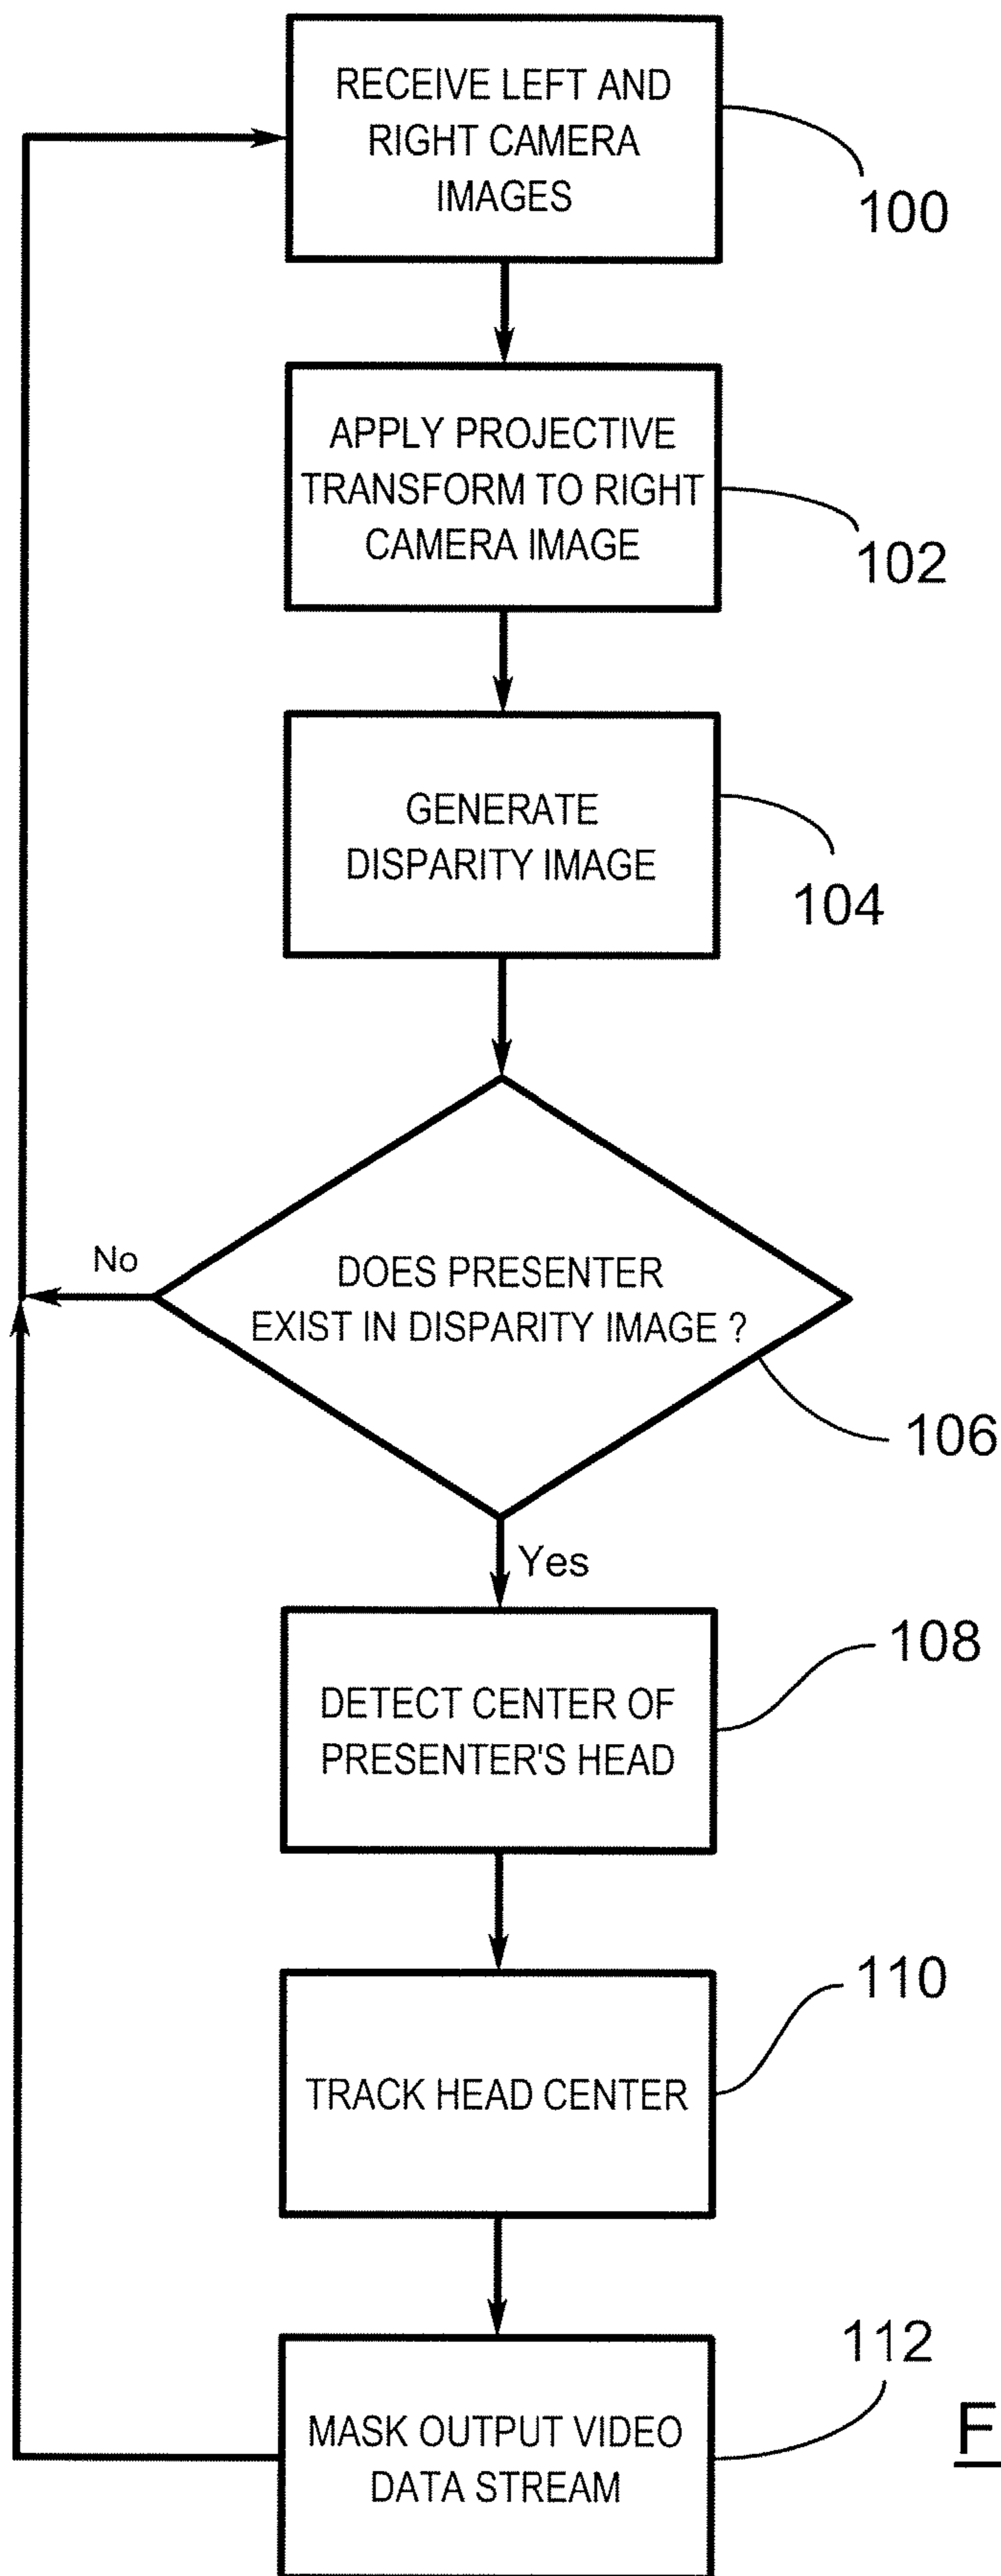 RECEIVE LEFT AND
RIGHT CAMERA
IMAGES
100
APPLY PROJECTIVE
TRANSFORM TO RIGHT
CAMERA IMAGE
102
GENERATE
DISPARITY IMAGE
104
No
DOES PRESENTER
EXIST IN DISPARITY IMAGE ?
106
Yes
108
DETECT CENTER OF
PRESENTER'S HEAD
110
TRACK HEAD CENTER
112
MASK OUTPUT VIDEO
DATA STREAM
F